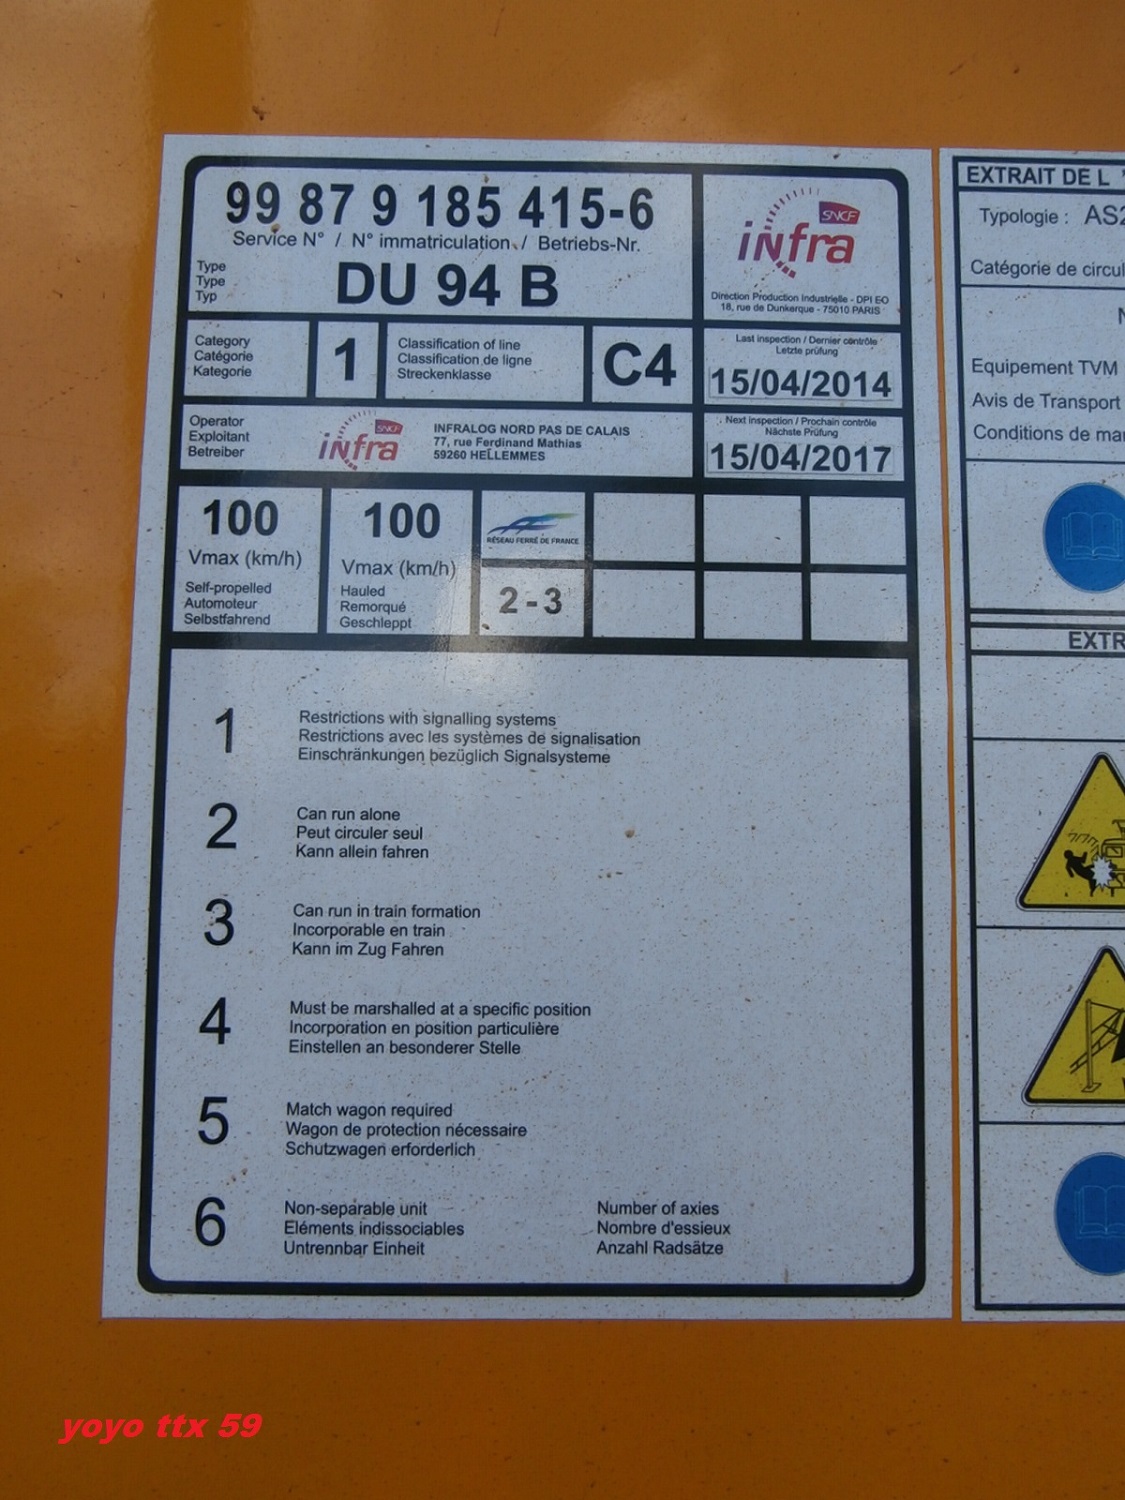 99 87 9 185 415-6
Service N° / N° immatriculation / Betriebs-Nr.
Type
Type
Typ
DU 94 B
SNCF
infra
Direction Production Industrielle - DPI EO
18, rue de Dunkerque - 75010 PARIS
Category
Catégorie
Kategorie
1
Classification of line
Classification de ligne
Streckenklasse
C4
Last inspection / Dernier contrôle
Letzte prüfung
15/04/2014
Operator
Exploitant
Betreiber
SNCF
infra
INFRALOG NORD PAS DE CALAIS
77, rue Ferdinand Mathias
59260 HELLEMMES
Next inspection / Prochain contrôle
Nächste Prüfung
15/04/2017
100
Vmax (km/h)
Self-propelled
Automoteur
Selbstfahrend
100
Vmax (km/h)
Hauled
Remorqué
Geschleppt
RÉSEAU FERRÉ DE FRANCE
2 - 3
1
Restrictions with signalling systems
Restrictions avec les systèmes de signalisation
Einschränkungen bezüglich Signalsysteme
2
Can run alone
Peut circuler seul
Kann allein fahren
3
Can run in train formation
Incorporable en train
Kann im Zug Fahren
4
Must be marshalled at a specific position
Incorporation en position particulière
Einstellen an besonderer Stelle
5
Match wagon required
Wagon de protection nécessaire
Schutzwagen erforderlich
6
Non-separable unit
Eléments indissociables
Untrennbar Einheit
Number of axies
Nombre d'essieux
Anzahl Radsätze
EXTRAIT DE L
Typologie : AS2
Catégorie de circul
N
Equipement TVM
Avis de Transport
Conditions de mar
EXTR
yoyo ttx 59